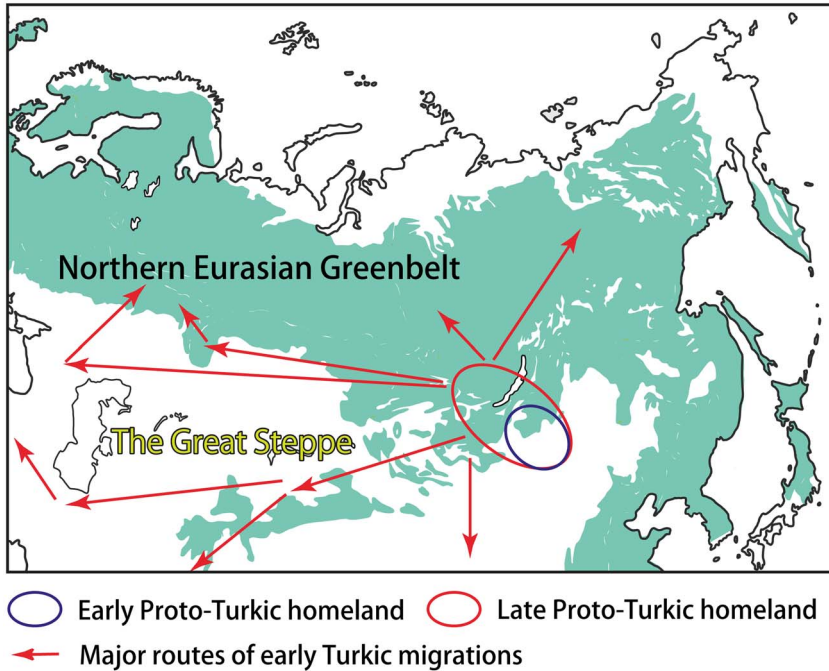 Northern Eurasian Greenbelt
The Great Steppe
Early Proto-Turkic homeland
Late Proto-Turkic homeland
Major routes of early Turkic migrations